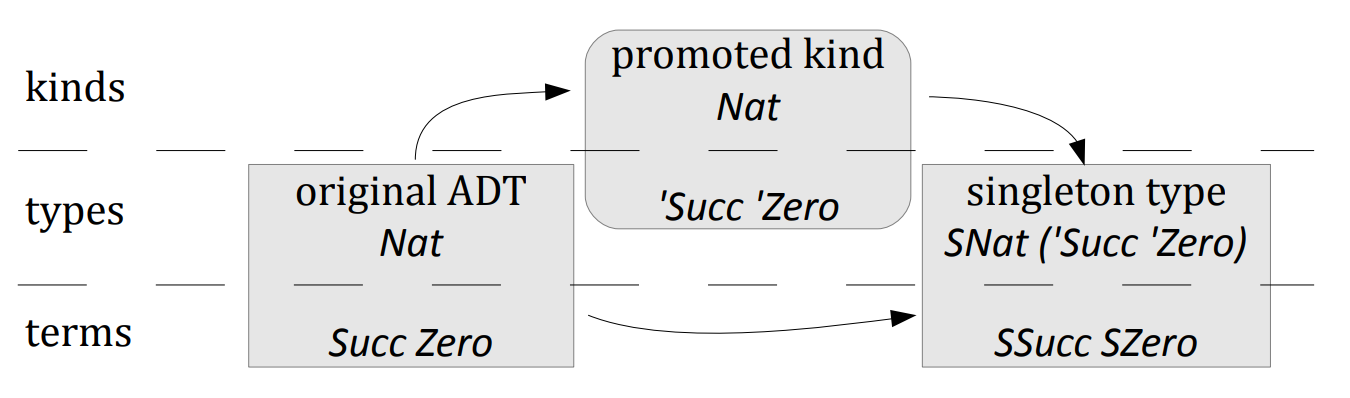 kinds
promoted kind
Nat
types
original ADT
Nat
'Succ 'Zero
singleton type
SNat ('Succ 'Zero)
terms
Succ Zero
SSucc SZero